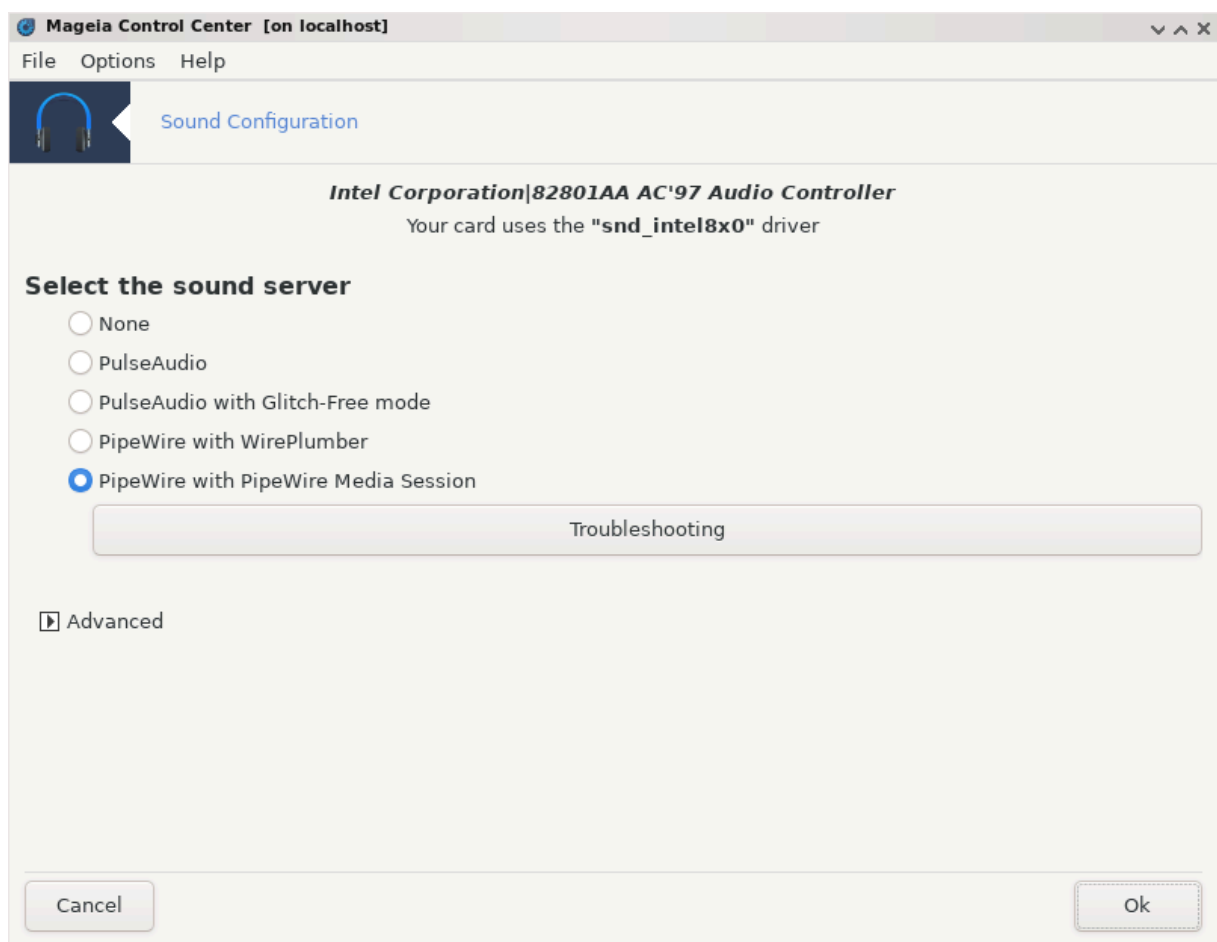 Mageia Control Center [on localhost]
File Options Help
Sound Configuration
Intel Corporation|82801AA AC'97 Audio Controller
Your card uses the "snd_intel8x0" driver
Select the sound server
None
PulseAudio
PulseAudio with Glitch-Free mode
PipeWire with WirePlumber
PipeWire with PipeWire Media Session
Troubleshooting
Advanced
Cancel Ok